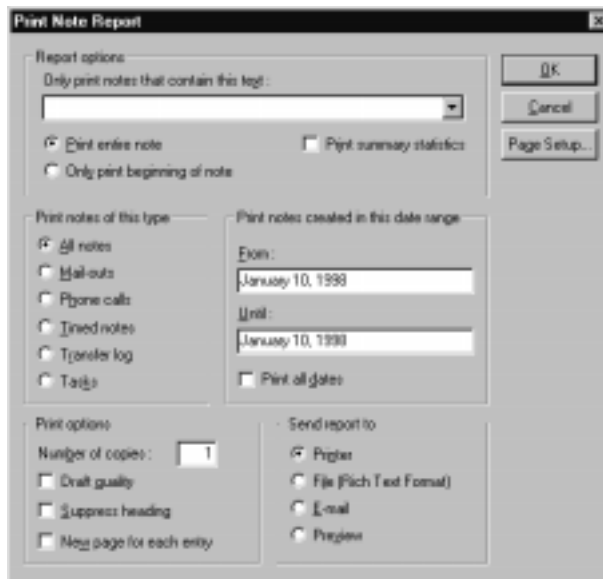 Print Note Report
Report options
Only print notes that contain this text :
Print entire note
Print summary statistics
Only print beginning of note
OK
Cancel
Page Setup...
Print notes of this type
All notes
Mail-outs
Phone calls
Timed notes
Transfer log
Tasks
Print notes created in this date range
From :
January 10, 1998
Until :
January 10, 1998
Print all dates
Print options
Number of copies : 1
Draft quality
Suppress heading
New page for each entry
Send report to
Printer
File (Rich Text Format)
E-mail
Preview